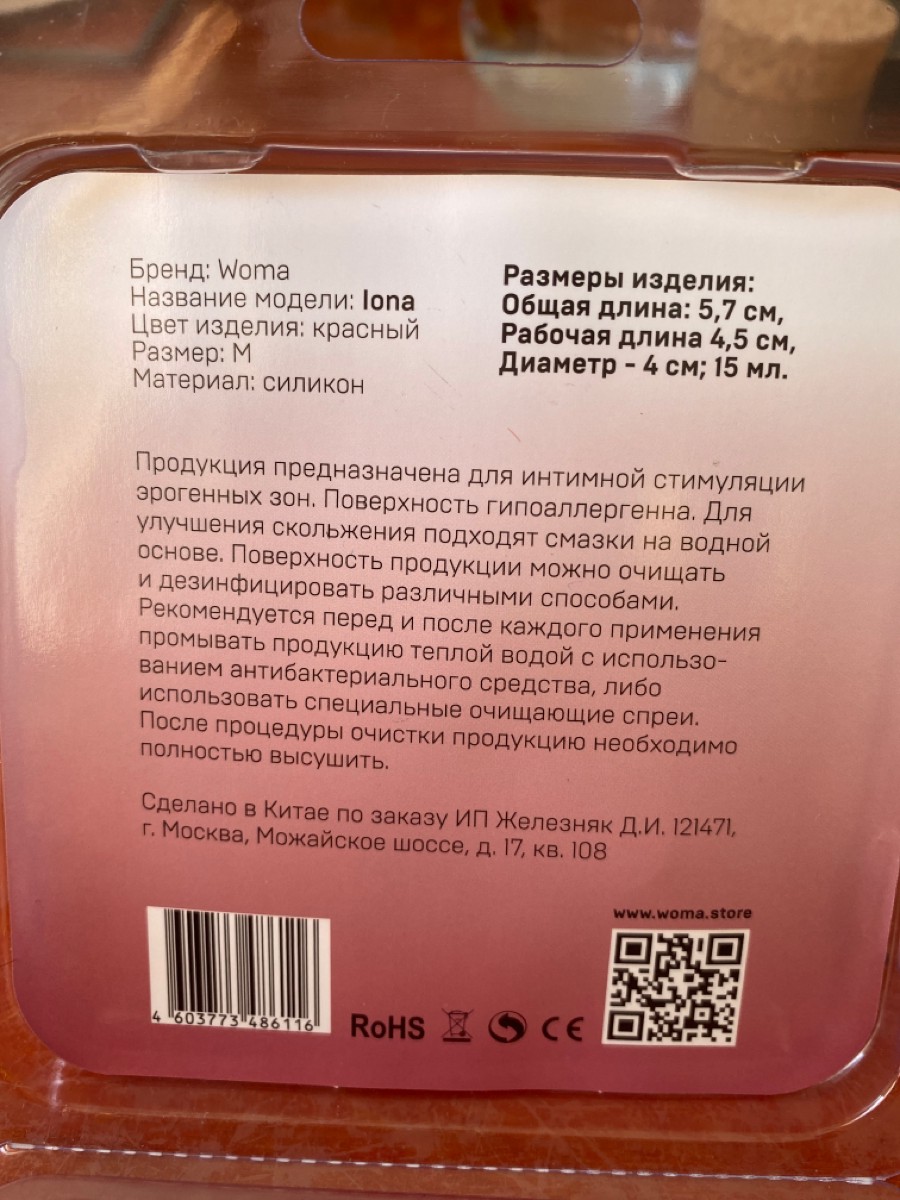 Бренд: Woma
Название модели: Iona
Цвет изделия: красный
Размер: M
Материал: силикон
Размеры изделия:
Общая длина: 5,7 см,
Рабочая длина 4,5 см,
Диаметр - 4 см; 15 мл.
Продукция предназначена для интимной стимуляции
эрогенных зон. Поверхность гипоаллергенна. Для
улучшения скольжения подходят смазки на водной
основе. Поверхность продукции можно очищать
и дезинфицировать различными способами.
Рекомендуется перед и после каждого применения
промывать продукцию теплой водой с использо-
ванием антибактериального средства, либо
использовать специальные очищающие спреи.
После процедуры очистки продукцию необходимо
полностью высушить.
Сделано в Китае по заказу ИП Железняк Д.И. 121471,
г. Москва, Можайское шоссе, д. 17, кв. 108
www.woma.store
4 603773 486116
RoHS CE